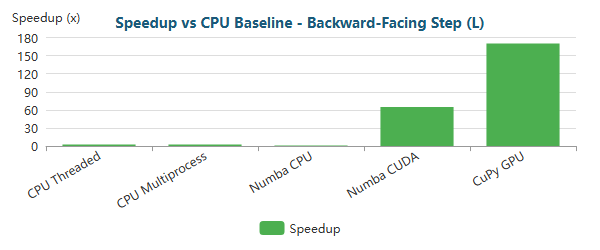 Speedup (x)
Speedup vs CPU Baseline - Backward-Facing Step (L)
180
150
120
90
60
30
0
CPU Threaded
CPU Multiprocess
Numba CPU
Numba CUDA
CuPy GPU
Speedup